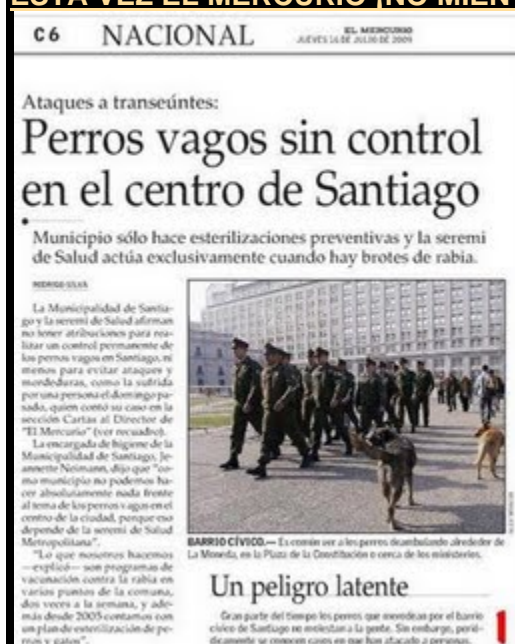 ESTA VEZ EL MERCURIO ¡NO MIEN
C 6
NACIONAL
EL MERCURIO
JUEVES 16 DE JULIO DE 2009
Ataques a transeúntes:
Perros vagos sin control
en el centro de Santiago
Municipio sólo hace esterilizaciones preventivas y la seremi
de Salud actúa exclusivamente cuando hay brotes de rabia.
RODRIGO
La Municipalidad de Santia-
go y la seremi de Salud afirman
no tener atribuciones para rea-
lizar un control permanente de
los perros vagos en Santiago, ni
menos para evitar ataques y
mordeduras, como la sufrida
por una persona el domingo pa-
sado, quien contó su caso en la
sección Cartas al Director de
"El Mercurio" (ver recuadro).
La encargada de higiene de la
Municipalidad de Santiago, Je-
annette Neimann, dijo que "co-
mo municipio no podemos ha-
cer absolutamente nada frente
al tema de los perros vagos en el
centro de la ciudad, porque eso
depende de la seremi de Salud
Metropolitana".
"Lo que nosotros hacemos
—explicó— son programas de
vacunación contra la rabia en
varios puntos de la comuna,
dos veces a la semana, y ade-
más desde 2005 contamos con
un plan de esterilización de pe-
rros y gatos".
BARRIO CÍVICO.— Es común ver a los perros deambulando alrededor de
La Moneda, en la Plaza de la Constitución o cerca de los ministerios.
Un peligro latente
Gran parte del tiempo los perros que merodean por el barrio
cívico de Santiago no molestan a la gente. Sin embargo, perió-
dicamente se conocen casos en que han atacado a personas.
1